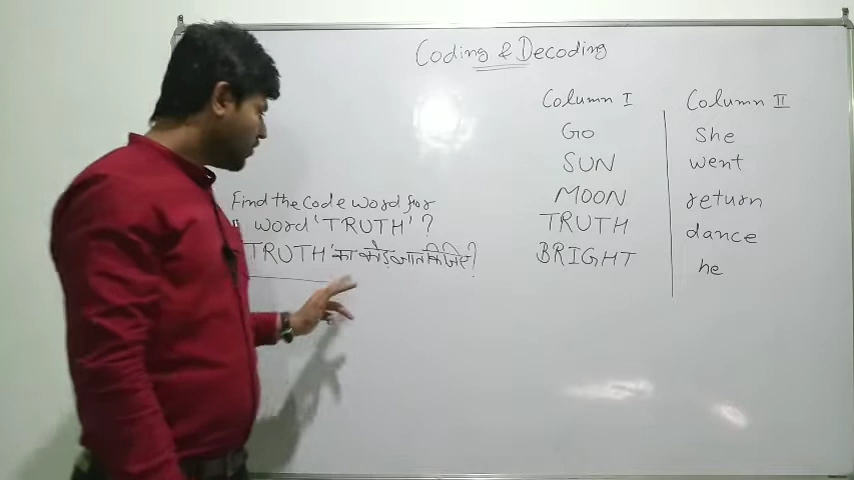 Coding & Decoding
Find the Code word for
word 'TRUTH' ?
TRUTH' का कोड ज्ञात किजिए?
Column I
GO
SUN
MOON
TRUTH
BRIGHT
Column II
She
went
return
dance
he